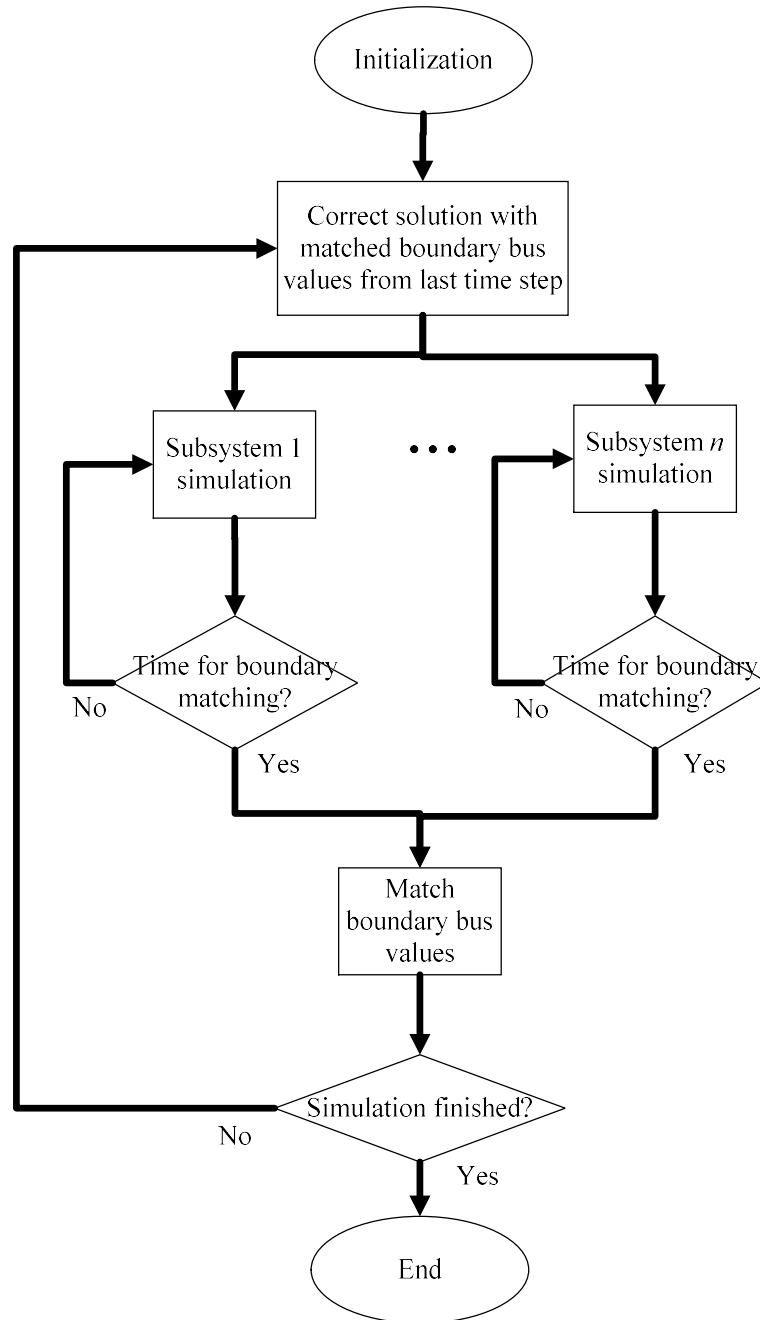 Initialization
Correct solution with
matched boundary bus
values from last time step
Subsystem 1
simulation
• • •
Subsystem n
simulation
Time for boundary
matching?
No
Yes
Time for boundary
matching?
No
Yes
Match
boundary bus
values
Simulation finished?
No
Yes
End